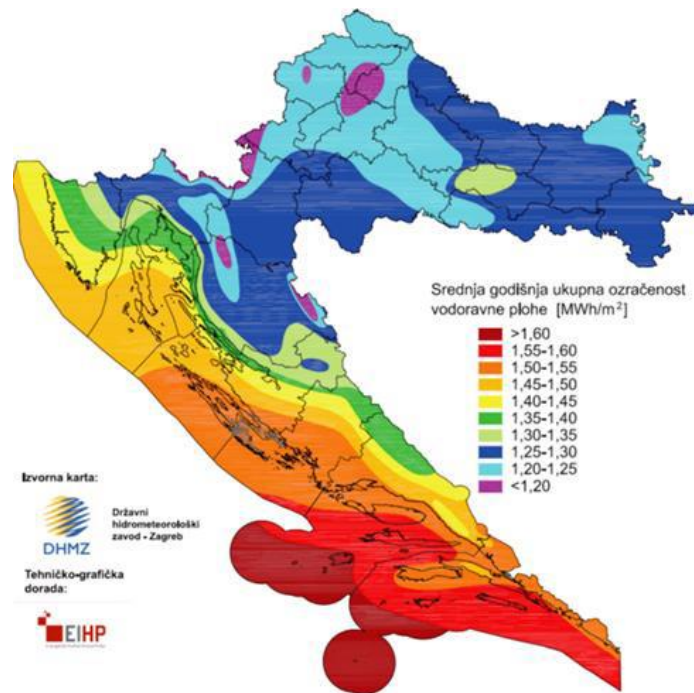 Srednja godišnja ukupna ozračenost
vodoravne plohe [MWh/m²]
>1,60
1,55-1,60
1,50-1,55
1,45-1,50
1,40-1,45
1,35-1,40
1,30-1,35
1,25-1,30
1,20-1,25
<1,20
Izvorna karta:
DHMZ
Državni
hidrometeorološki
zavod - Zagreb
Tehničko-grafička
dorada:
EIHP